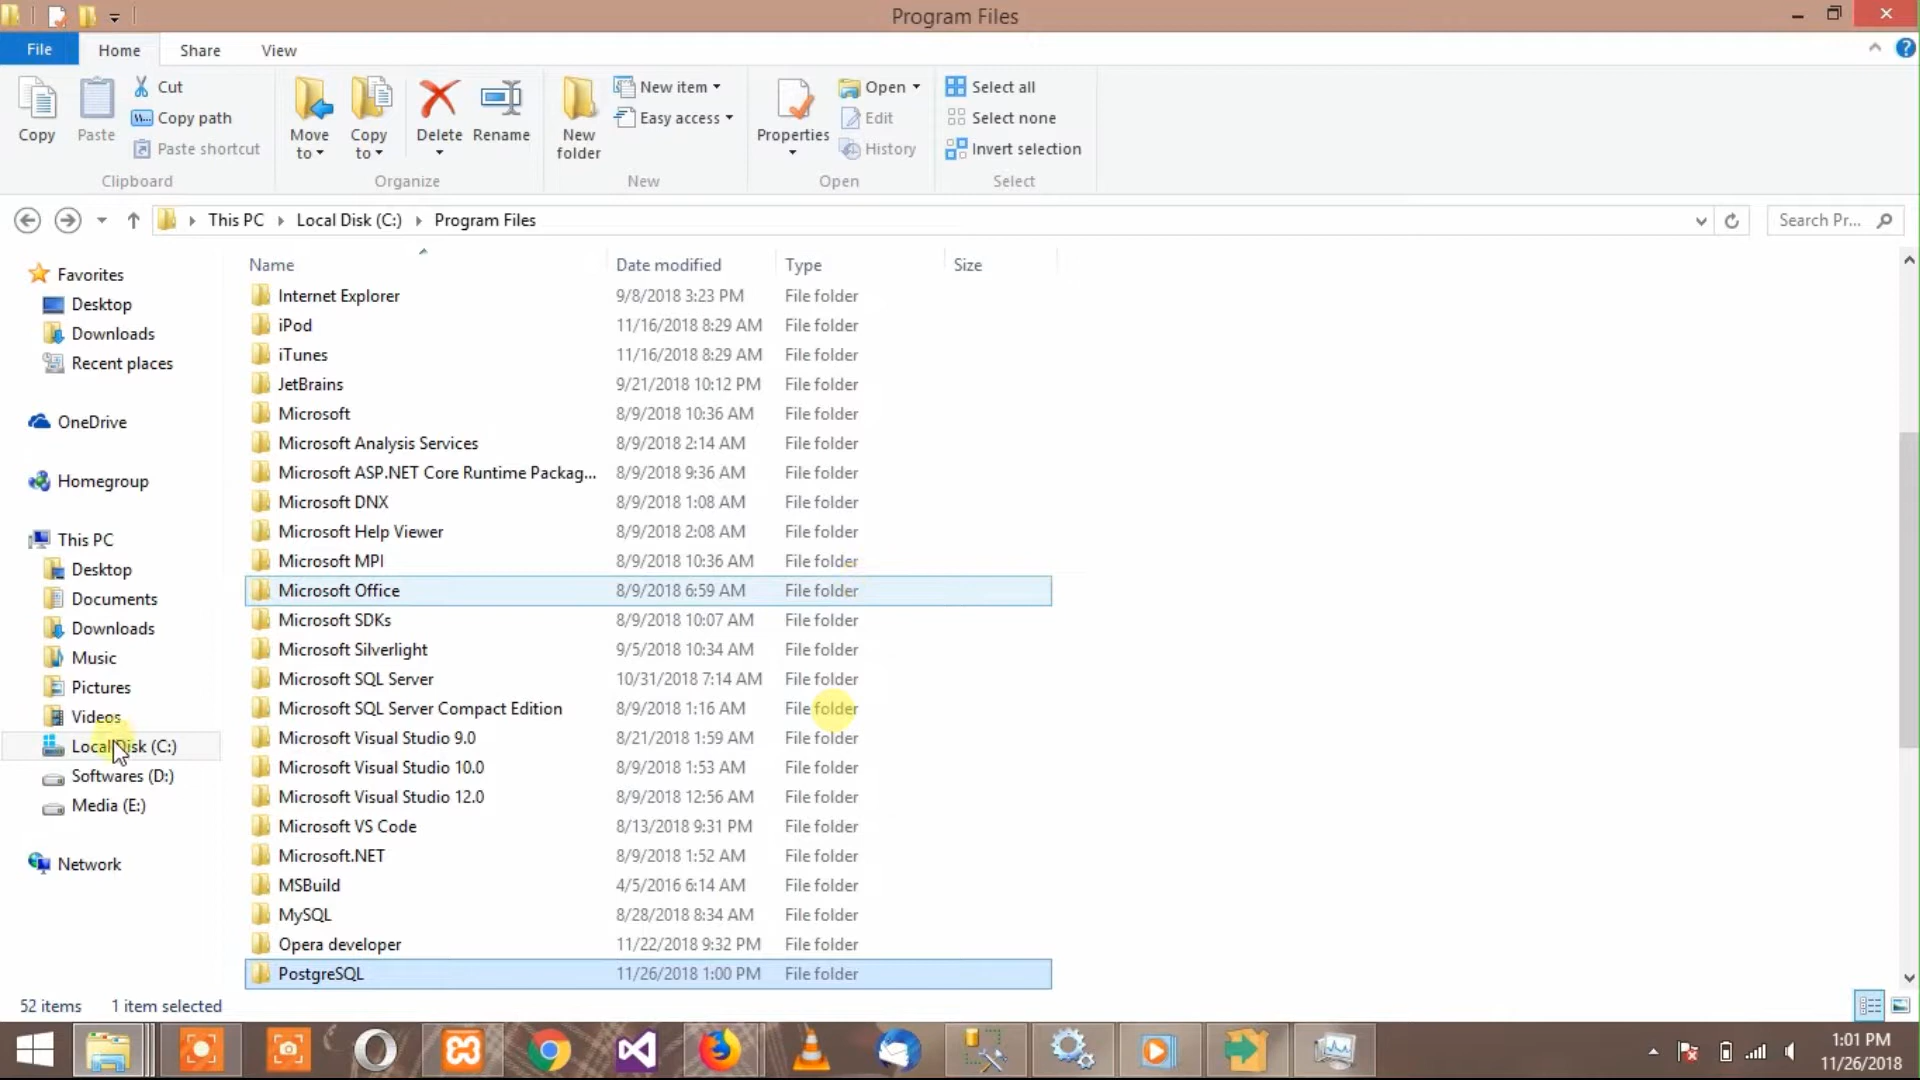 Program Files
File Home Share View
Copy
Paste
Cut
Copy path
Paste shortcut
Clipboard
Move to
Copy to
Delete
Rename
Organize
New folder
New item
Easy access
New
Properties
Open
Edit
History
Open
Select all
Select none
Invert selection
Select
This PC Local Disk (C:) Program Files
Search Pr...
Favorites
Desktop
Downloads
Recent places
OneDrive
Homegroup
This PC
Desktop
Documents
Downloads
Music
Pictures
Videos
Local Disk (C:)
Softwares (D:)
Media (E:)
Network
Name Date modified Type Size
Internet Explorer 9/8/2018 3:23 PM File folder
iPod 11/16/2018 8:29 AM File folder
iTunes 11/16/2018 8:29 AM File folder
JetBrains 9/21/2018 10:12 PM File folder
Microsoft 8/9/2018 10:36 AM File folder
Microsoft Analysis Services 8/9/2018 2:14 AM File folder
Microsoft ASP.NET Core Runtime Packag... 8/9/2018 9:36 AM File folder
Microsoft DNX 8/9/2018 1:08 AM File folder
Microsoft Help Viewer 8/9/2018 2:08 AM File folder
Microsoft MPI 8/9/2018 10:36 AM File folder
Microsoft Office 8/9/2018 6:59 AM File folder
Microsoft SDKs 8/9/2018 10:07 AM File folder
Microsoft Silverlight 9/5/2018 10:34 AM File folder
Microsoft SQL Server 10/31/2018 7:14 AM File folder
Microsoft SQL Server Compact Edition 8/9/2018 1:16 AM File folder
Microsoft Visual Studio 9.0 8/21/2018 1:59 AM File folder
Microsoft Visual Studio 10.0 8/9/2018 1:53 AM File folder
Microsoft Visual Studio 12.0 8/9/2018 12:56 AM File folder
Microsoft VS Code 8/13/2018 9:31 PM File folder
Microsoft.NET 8/9/2018 1:52 AM File folder
MSBuild 4/5/2016 6:14 AM File folder
MySQL 8/28/2018 8:34 AM File folder
Opera developer 11/22/2018 9:32 PM File folder
PostgreSQL 11/26/2018 1:00 PM File folder
52 items 1 item selected
1:01 PM
11/26/2018